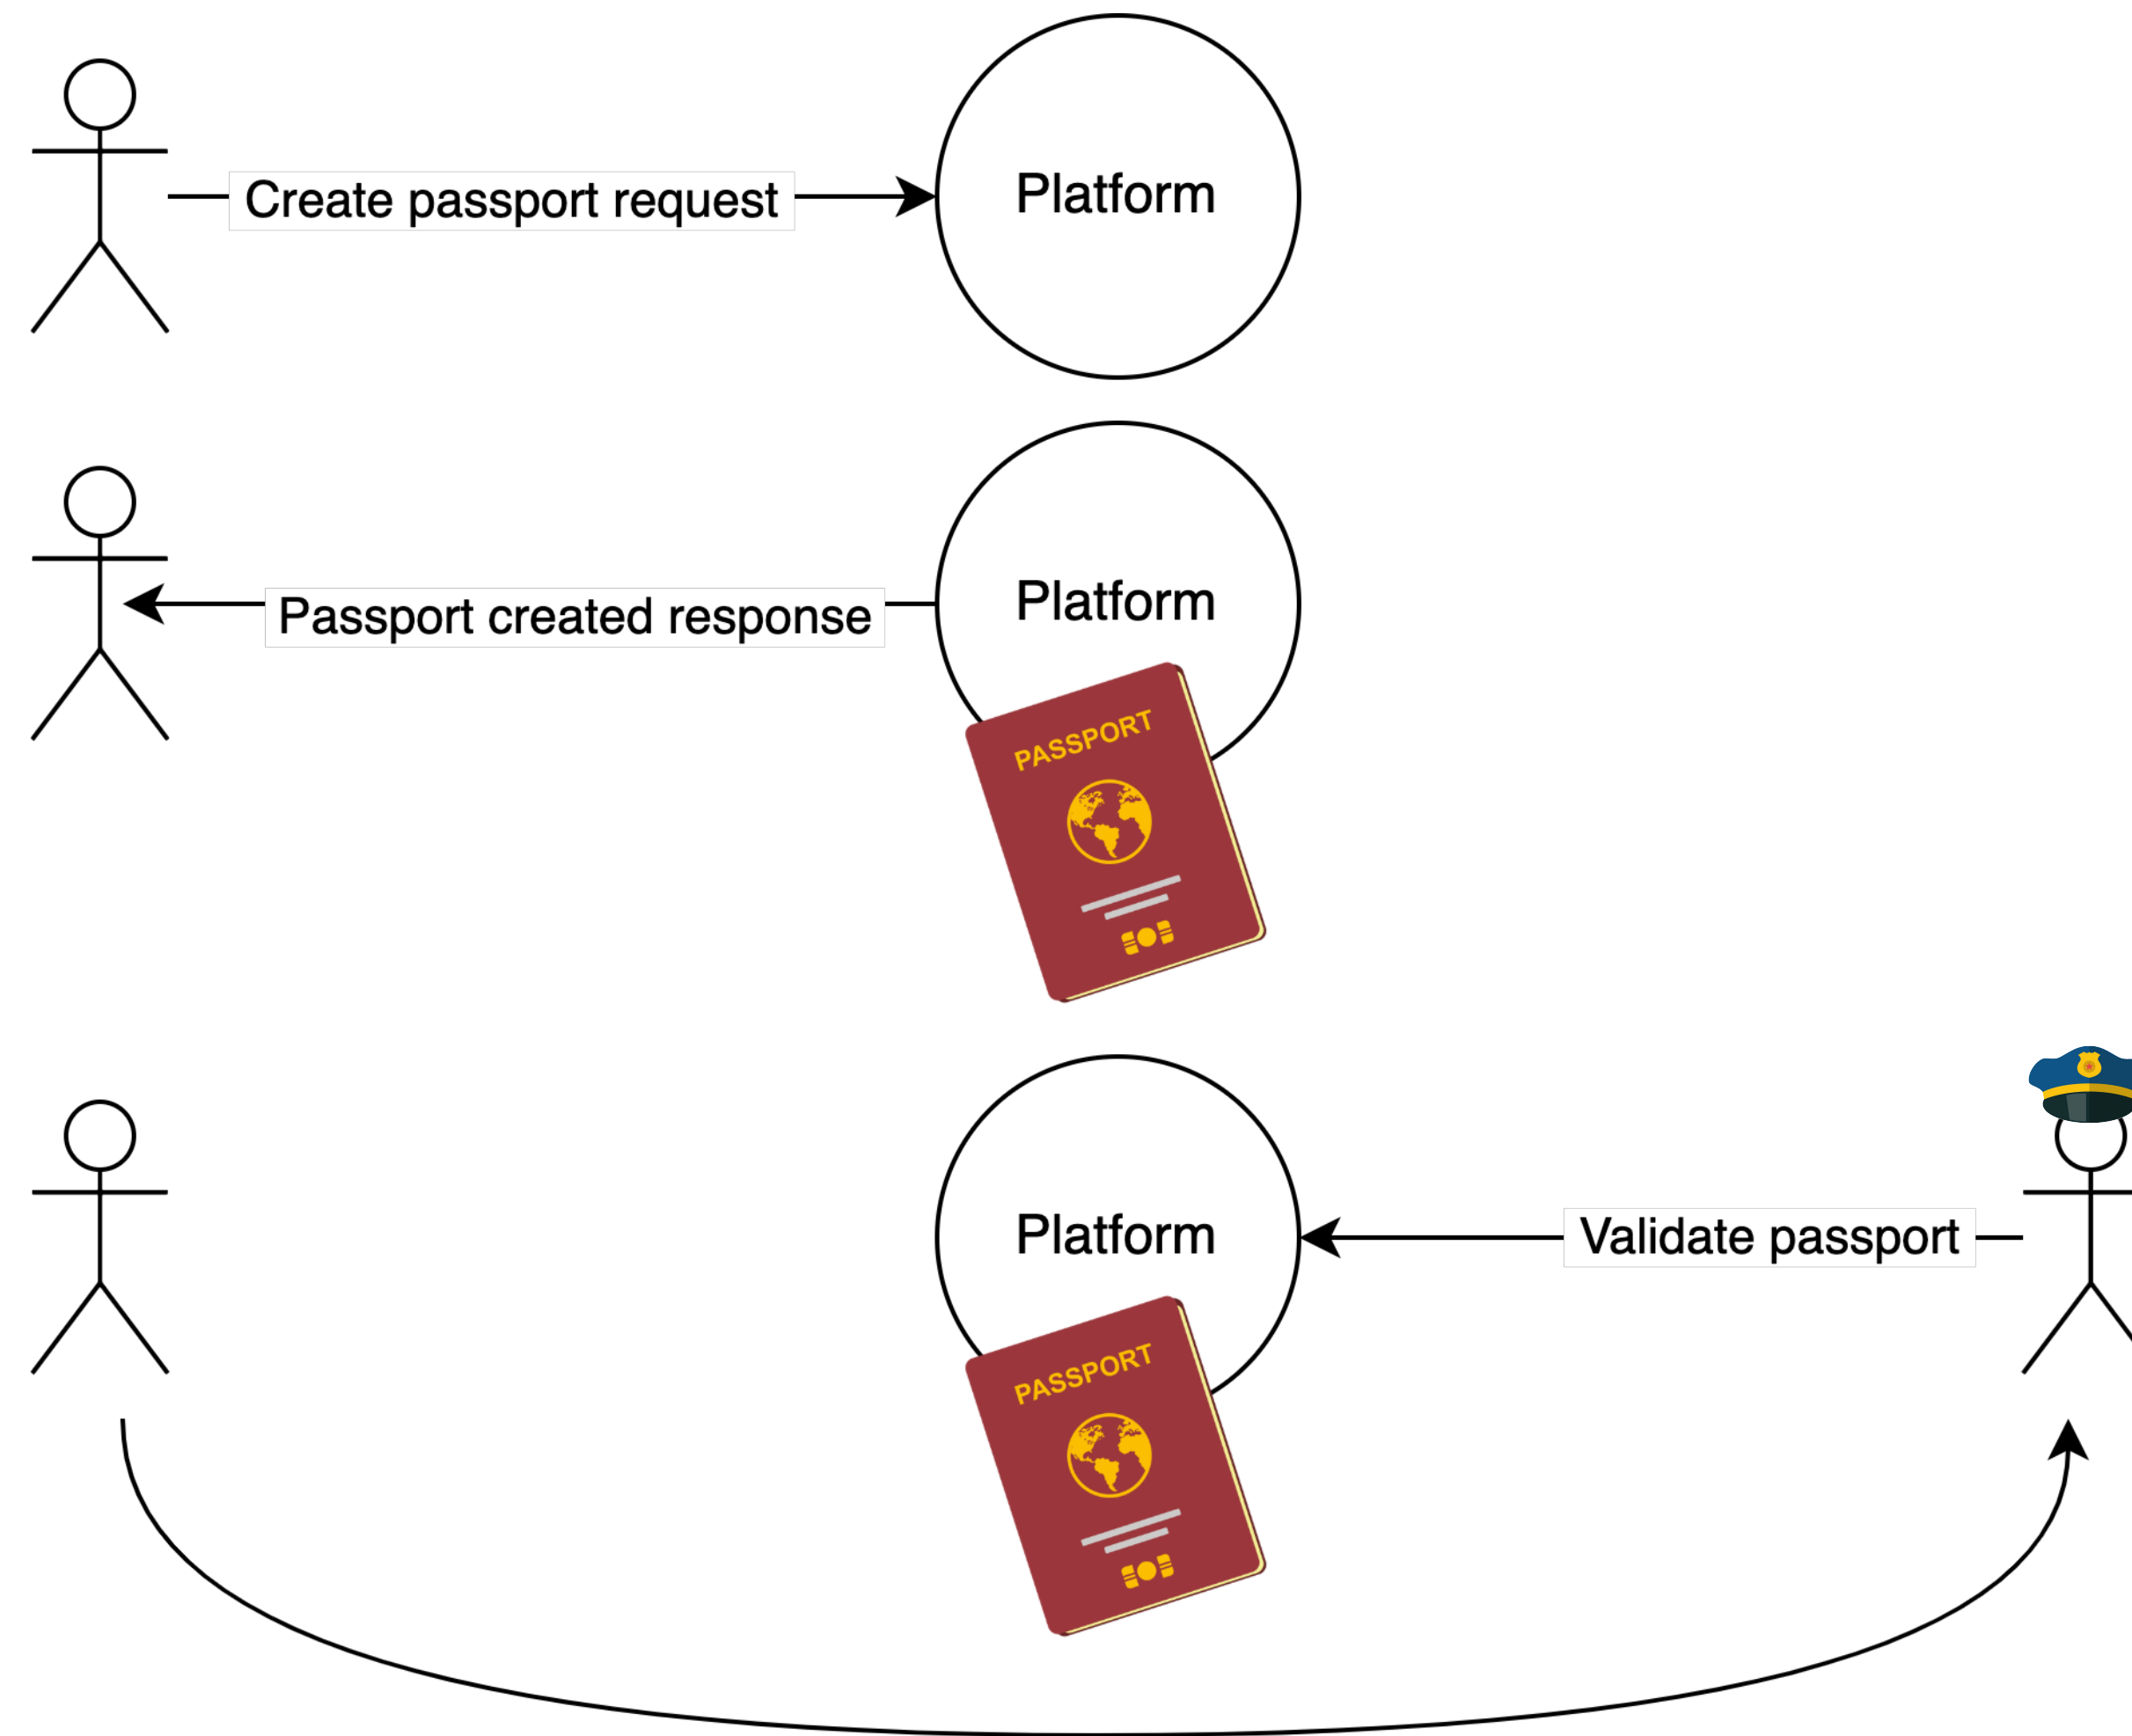 Create passport request
Platform
Passport created response
Platform
PASSPORT
Platform
Validate passport
PASSPORT